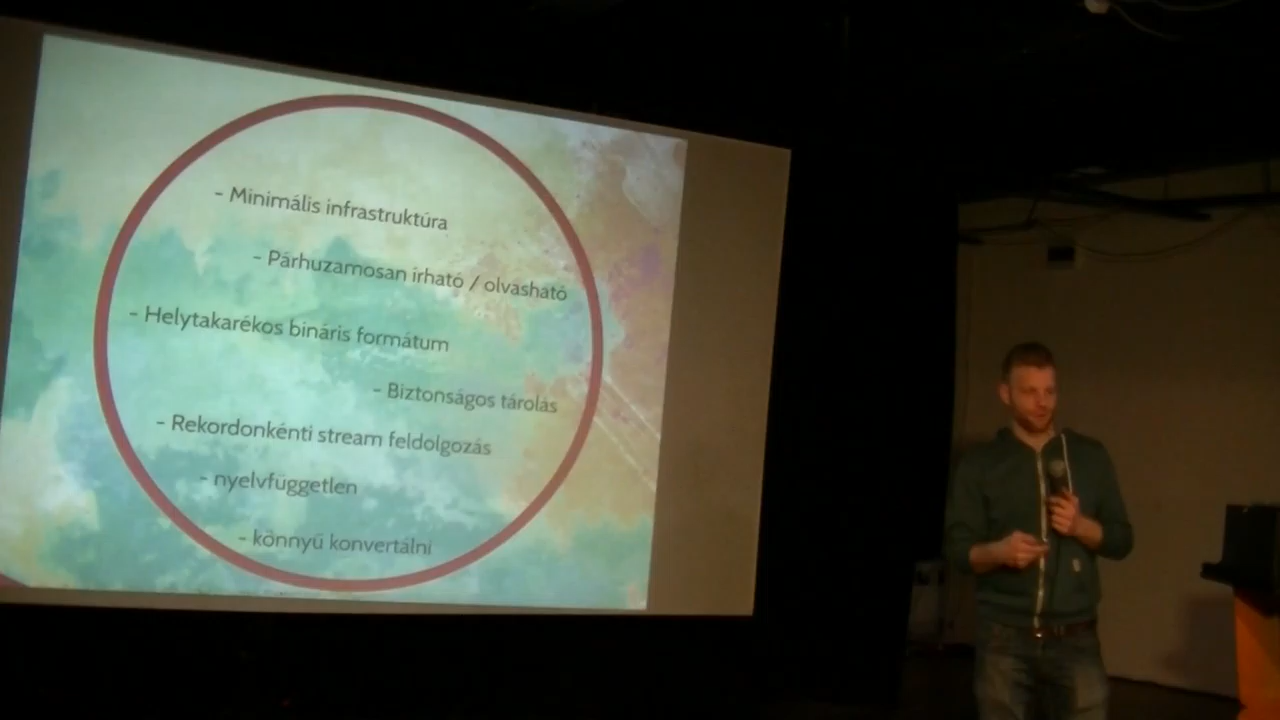 - Minimális infrastruktúra
- Párhuzamosan írható / olvasható
- Helytakarékos bináris formátum
- Biztonságos tárolás
- Rekordonkénti stream feldolgozás
- nyelvfüggetlen
- könnyű konvertálni